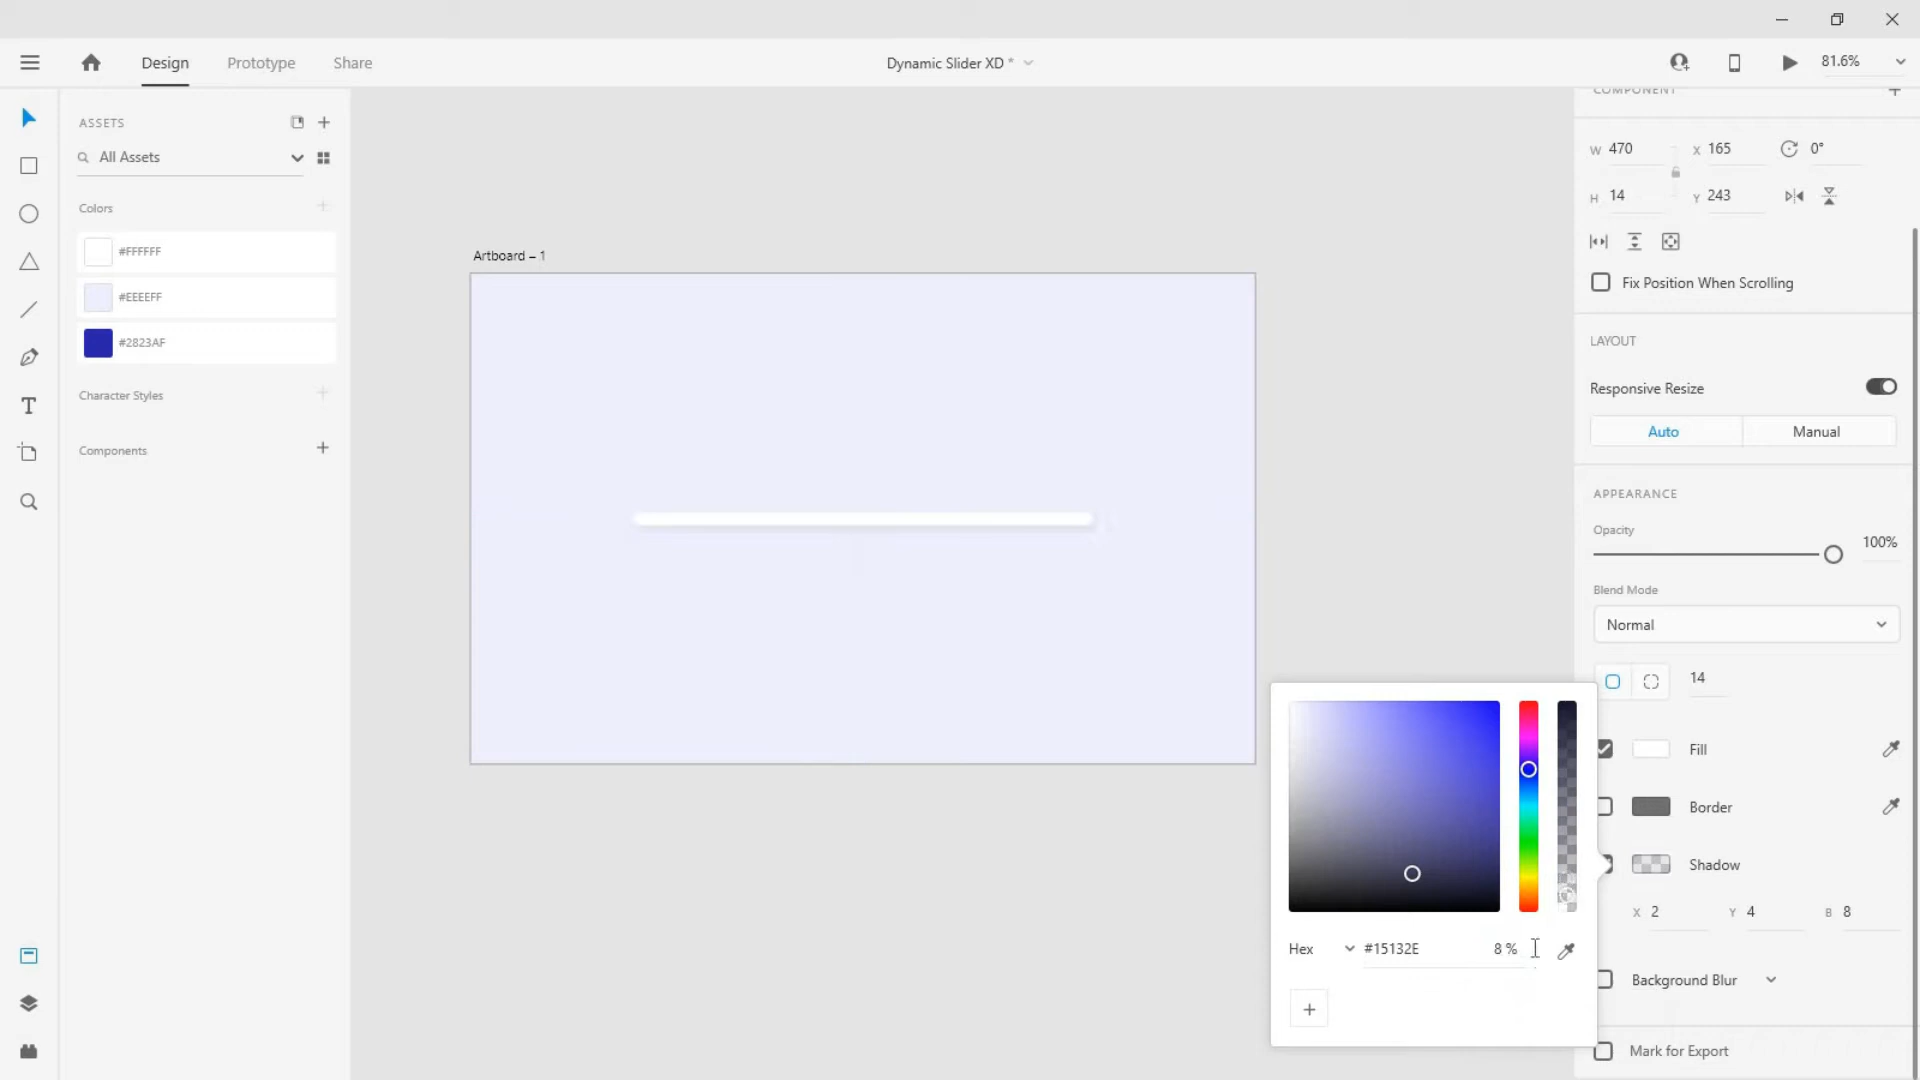 Design
Prototype
Share
Dynamic Slider XD *
81.6%
ASSETS
All Assets
Colors
#FFFFFF
#EEEEFF
#2823AF
Character Styles
Components
Artboard – 1
COMPONENT
W 470
X 165
0°
H 14
Y 243
Fix Position When Scrolling
LAYOUT
Responsive Resize
Auto
Manual
APPEARANCE
Opacity
100%
Blend Mode
Normal
14
Fill
Border
Shadow
X 2
Y 4
B 8
Hex
#15132E
8 %
Background Blur
Mark for Export